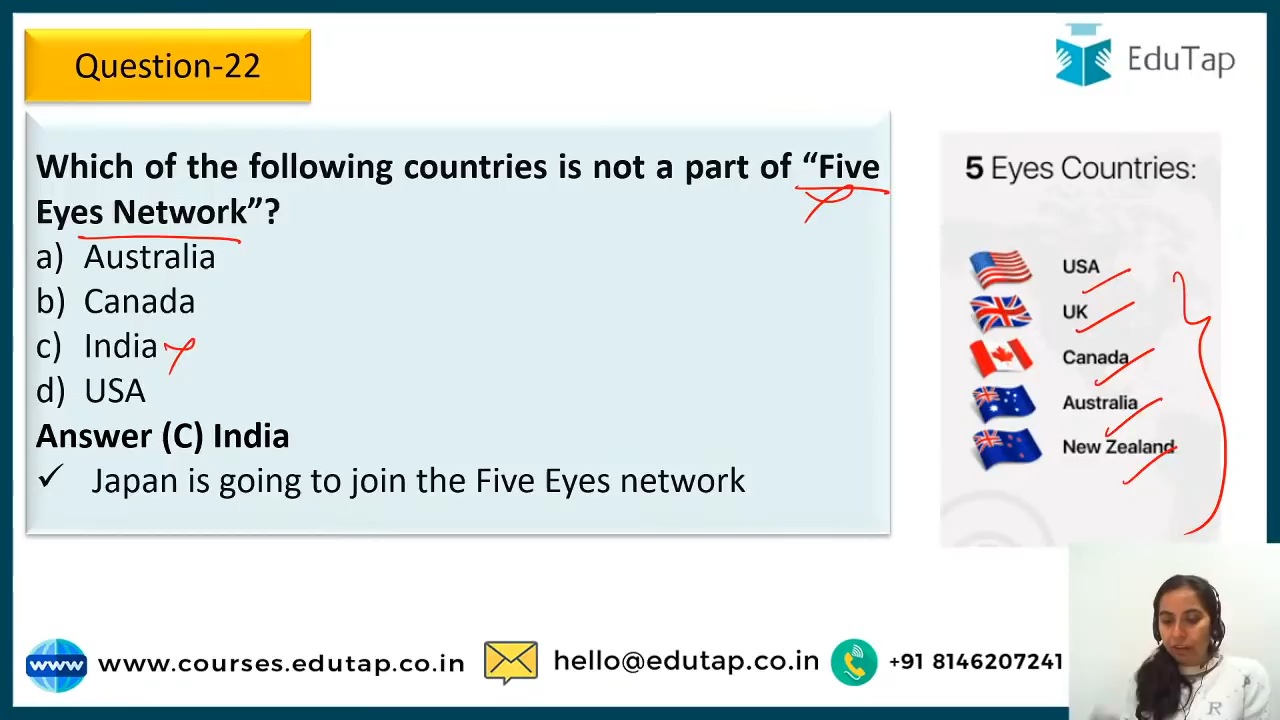 Question-22
EduTap
Which of the following countries is not a part of “Five
Eyes Network”?
a) Australia
b) Canada
c) India
d) USA
Answer (C) India
✓ Japan is going to join the Five Eyes network
5 Eyes Countries:
USA
UK
Canada
Australia
New Zealand
www www.courses.edutap.co.in
hello@edutap.co.in
+91 8146207241
R